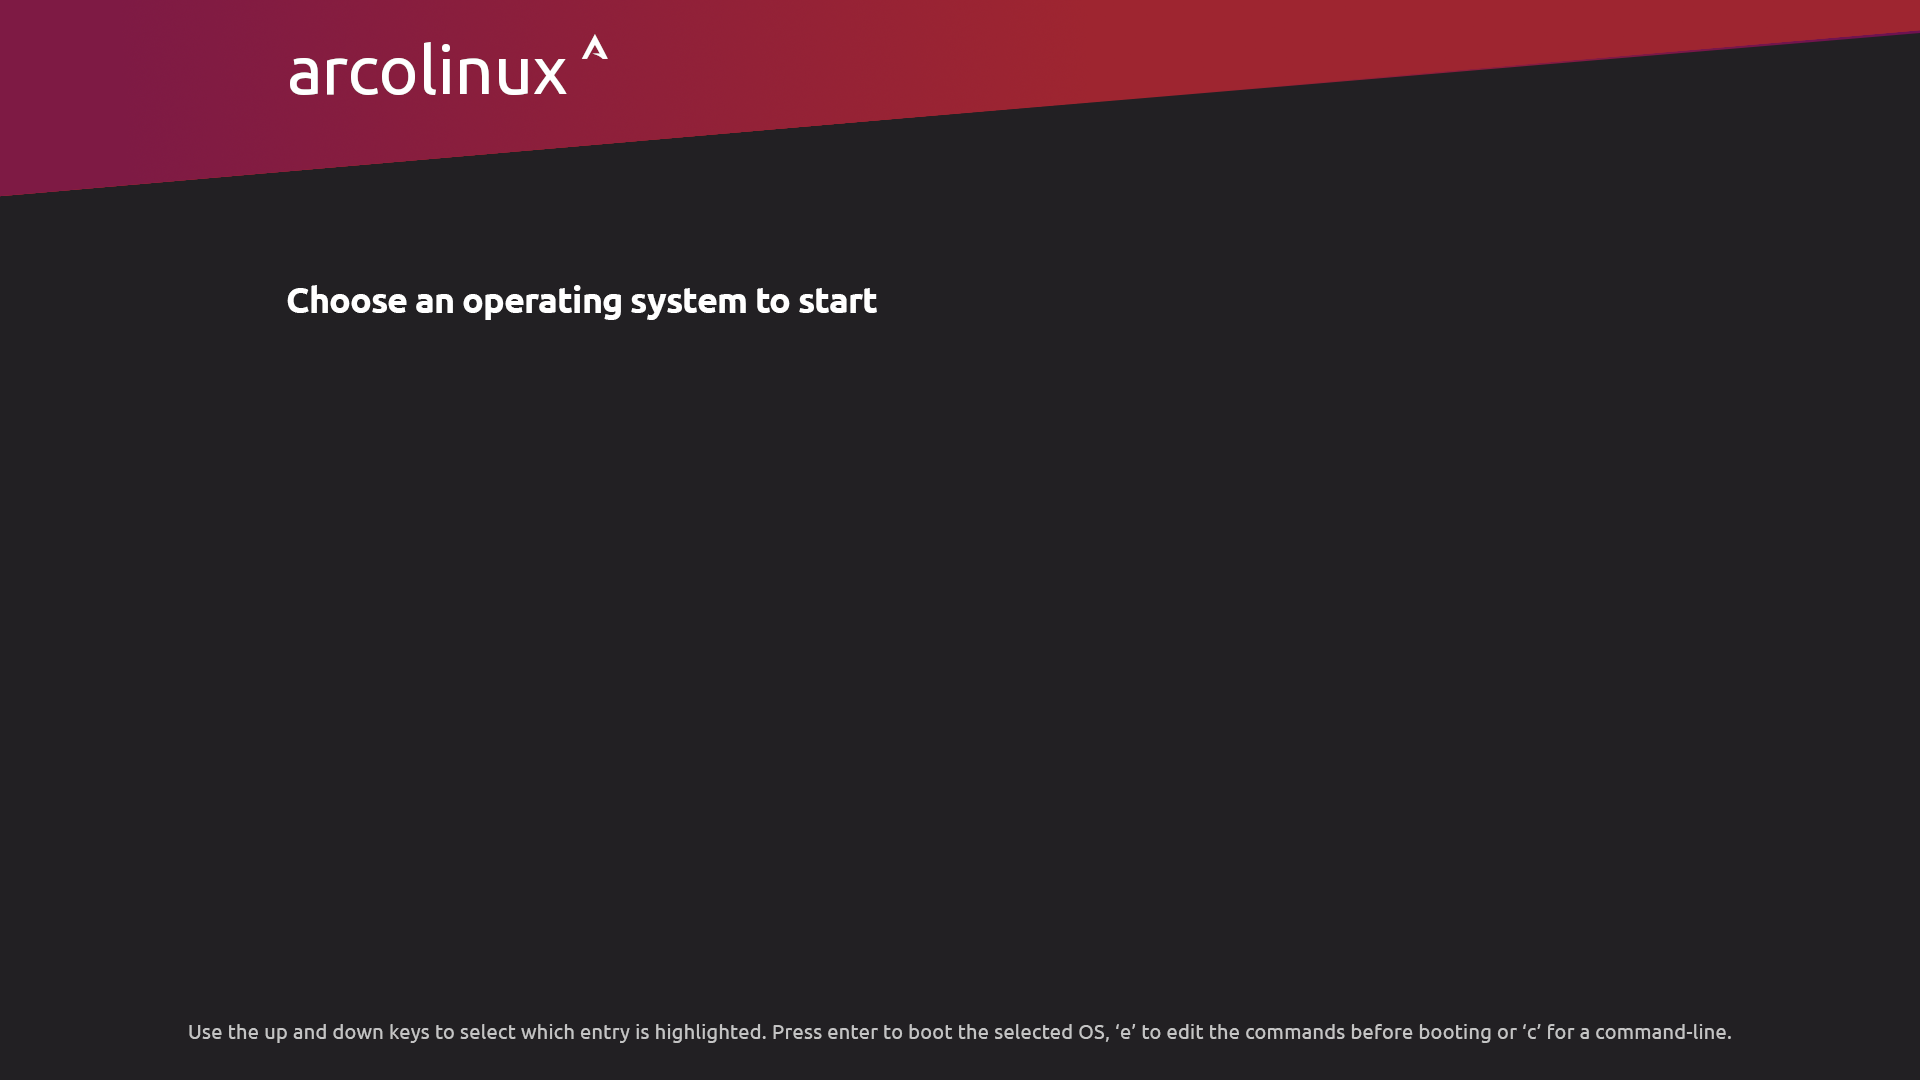 arcolinux
Choose an operating system to start
Use the up and down keys to select which entry is highlighted. Press enter to boot the selected OS, ‘e’ to edit the commands before booting or ‘c’ for a command-line.